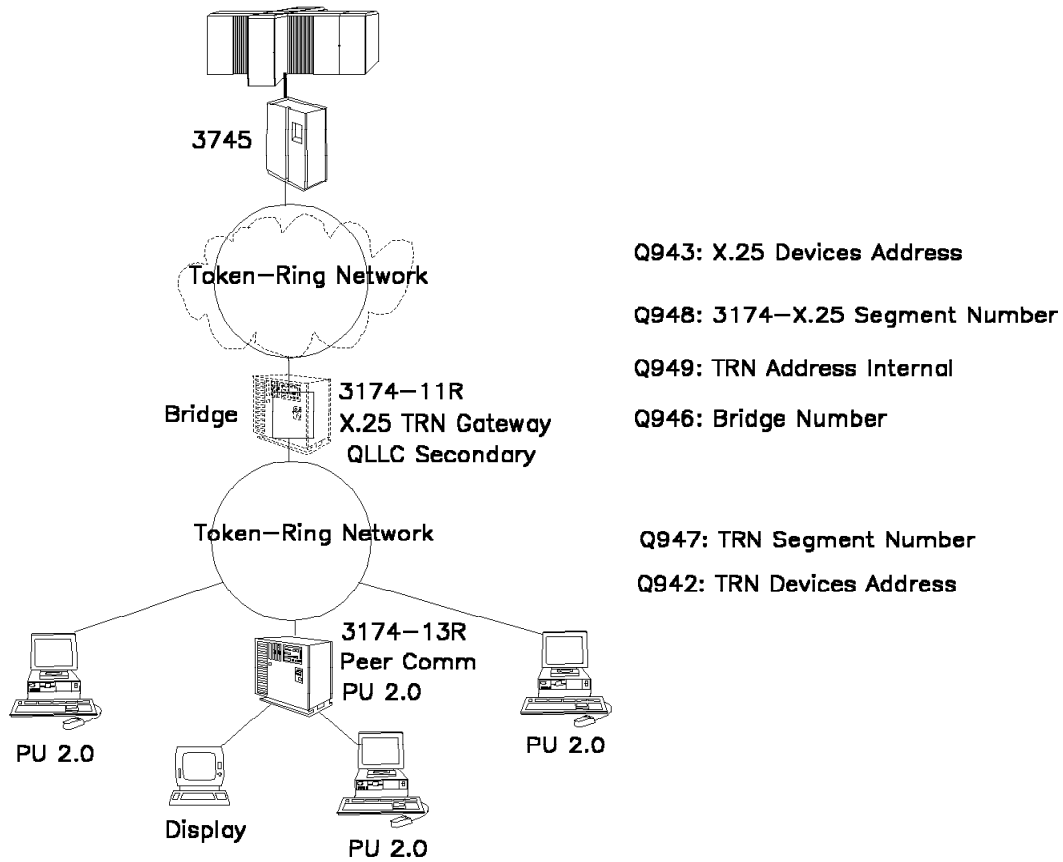 3745
Token-Ring Network
Q943: X.25 Devices Address
Q948: 3174-X.25 Segment Number
Q949: TRN Address Internal
Bridge
3174-11R
X.25 TRN Gateway
QLLC Secondary
Q946: Bridge Number
Token-Ring Network
Q947: TRN Segment Number
Q942: TRN Devices Address
3174-13R
Peer Comm
PU 2.0
PU 2.0
PU 2.0
Display
PU 2.0